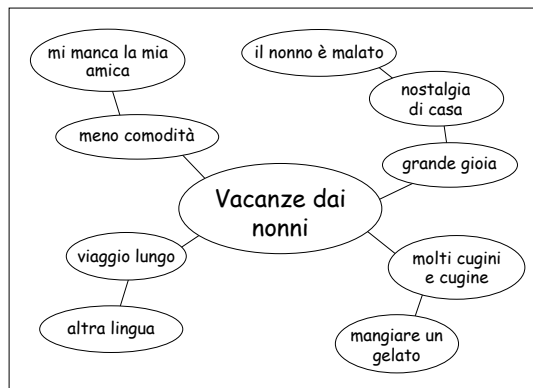 mi manca la mia
amica
il nonno è malato
nostalgia
di casa
meno comodità
grande gioia
Vacanze dai
nonni
viaggio lungo
molti cugini
e cugine
altra lingua
mangiare un
gelato